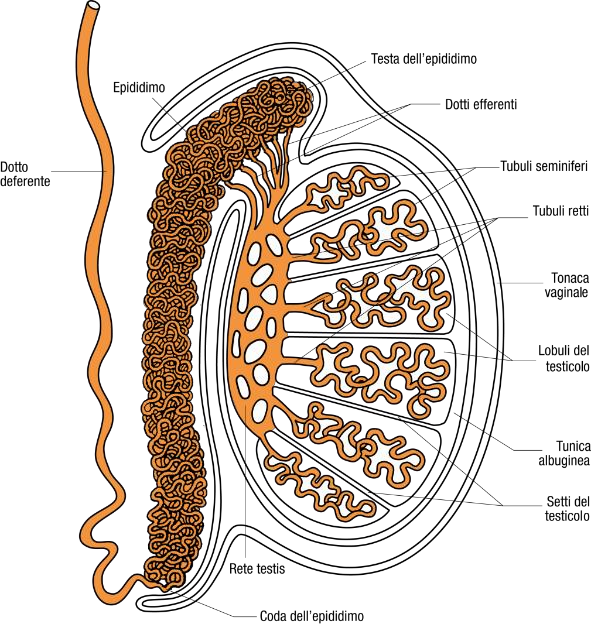 Testa dell'epididimo
Epididimo
Dotti efferenti
Dotto
deferente
Tubuli seminiferi
Tubuli retti
Tonaca
vaginale
Lobuli del
testicolo
Tunica
albuginea
Setti del
testicolo
Rete testis
Coda dell'epididimo